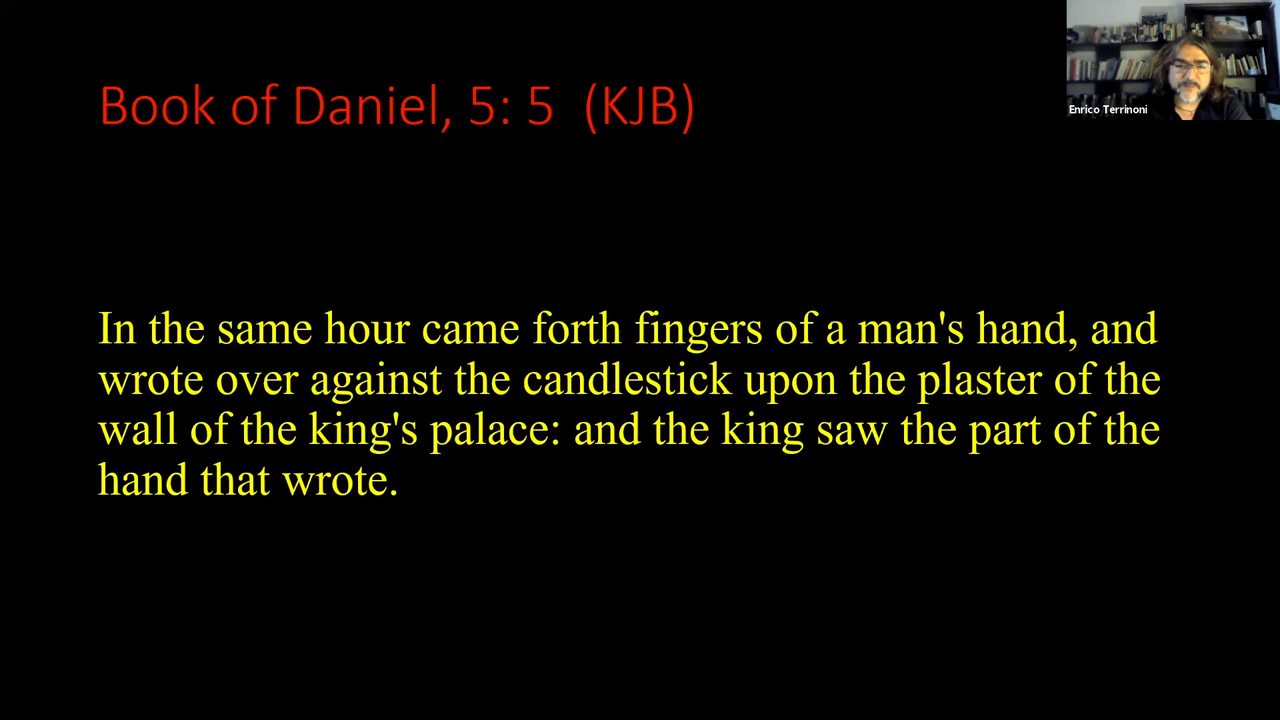 Book of Daniel, 5: 5 (KJB)
Enrico Terrinoni
In the same hour came forth fingers of a man's hand, and
wrote over against the candlestick upon the plaster of the
wall of the king's palace: and the king saw the part of the
hand that wrote.